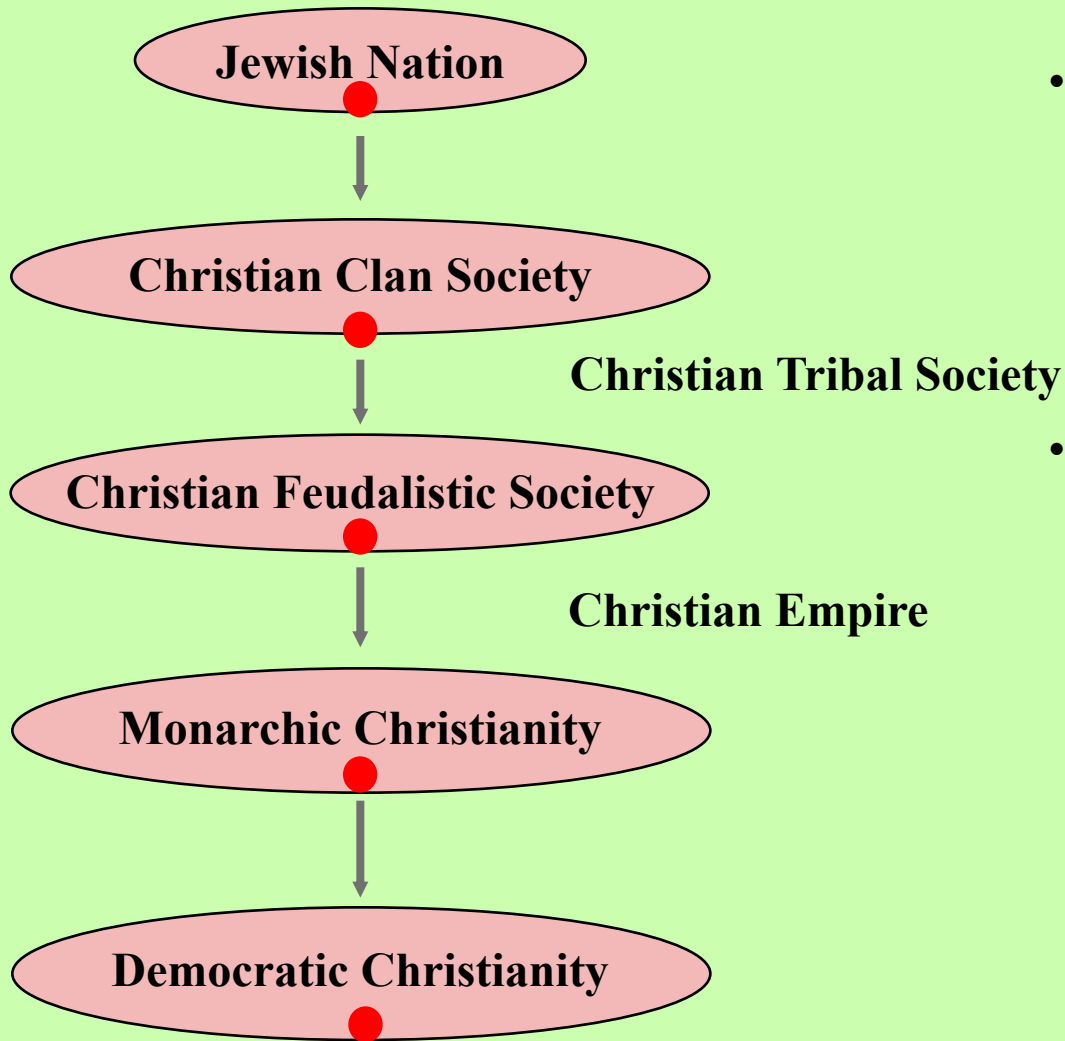 Jewish Nation
•
Christian Clan Society
Christian Tribal Society
•
Christian Feudalistic Society
Christian Empire
Monarchic Christianity
Democratic Christianity